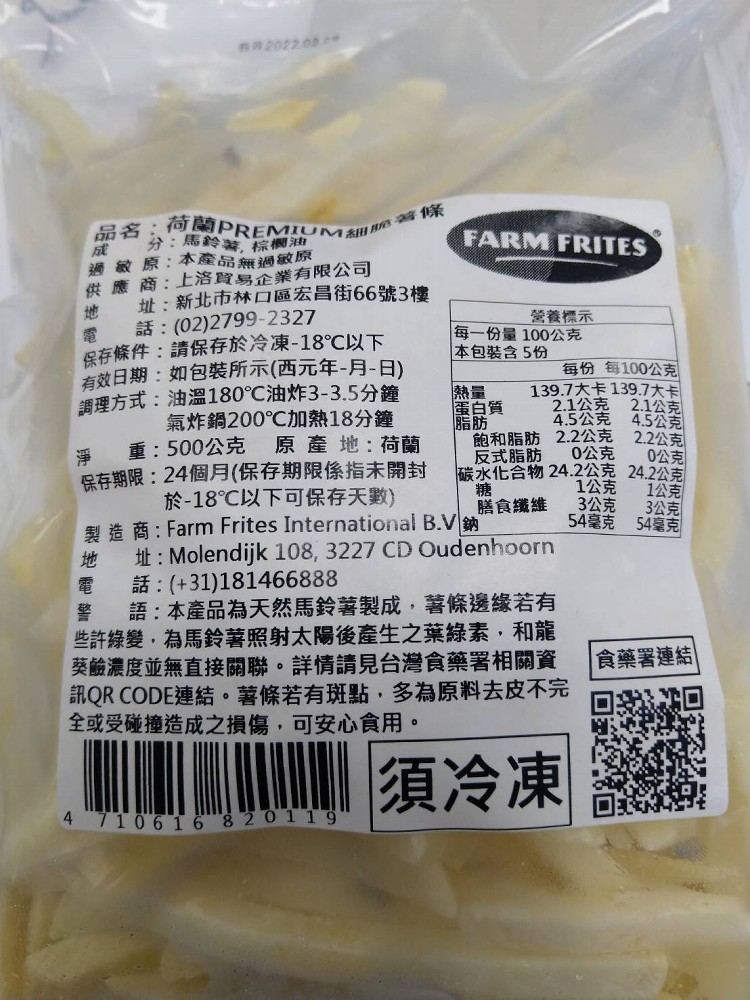 2022.0
品名：荷蘭PREMIUM細脆薯條
成分：馬鈴薯, 棕櫚油
過敏原：本產品無過敏原
供應商：上洛貿易企業有限公司
地址：新北市林口區宏昌街66號3樓
電話：(02)2799-2327
保存條件：請保存於冷凍-18℃以下
有效日期：如包裝所示(西元年-月-日)
調理方式：油溫180℃油炸3-3.5分鐘
氣炸鍋200℃加熱18分鐘
淨重：500公克 原產地：荷蘭
保存期限：24個月(保存期限係指未開封
於-18℃以下可保存天數)
製造商：Farm Frites International B.V
地址：Molendijk 108, 3227 CD Oudenhoorn
電話：(+31)181466888
警語：本產品為天然馬鈴薯製成，薯條邊緣若有
些許綠變，為馬鈴薯照射太陽後產生之葉綠素，和龍
葵鹼濃度並無直接關聯。詳情請見台灣食藥署相關資
訊QR CODE連結。薯條若有斑點，多為原料去皮不完
全或受碰撞造成之損傷，可安心食用。
FARM FRITES®
營養標示
每一份量 100公克
本包裝含 5份
每份 每100公克
熱量 139.7大卡 139.7大卡
蛋白質 2.1公克 2.1公克
脂肪 4.5公克 4.5公克
飽和脂肪 2.2公克 2.2公克
反式脂肪 0公克 0公克
碳水化合物 24.2公克 24.2公克
糖 1公克 1公克
膳食纖維 3公克 3公克
鈉 54毫克 54毫克
食藥署連結
須冷凍
4 710616 820119